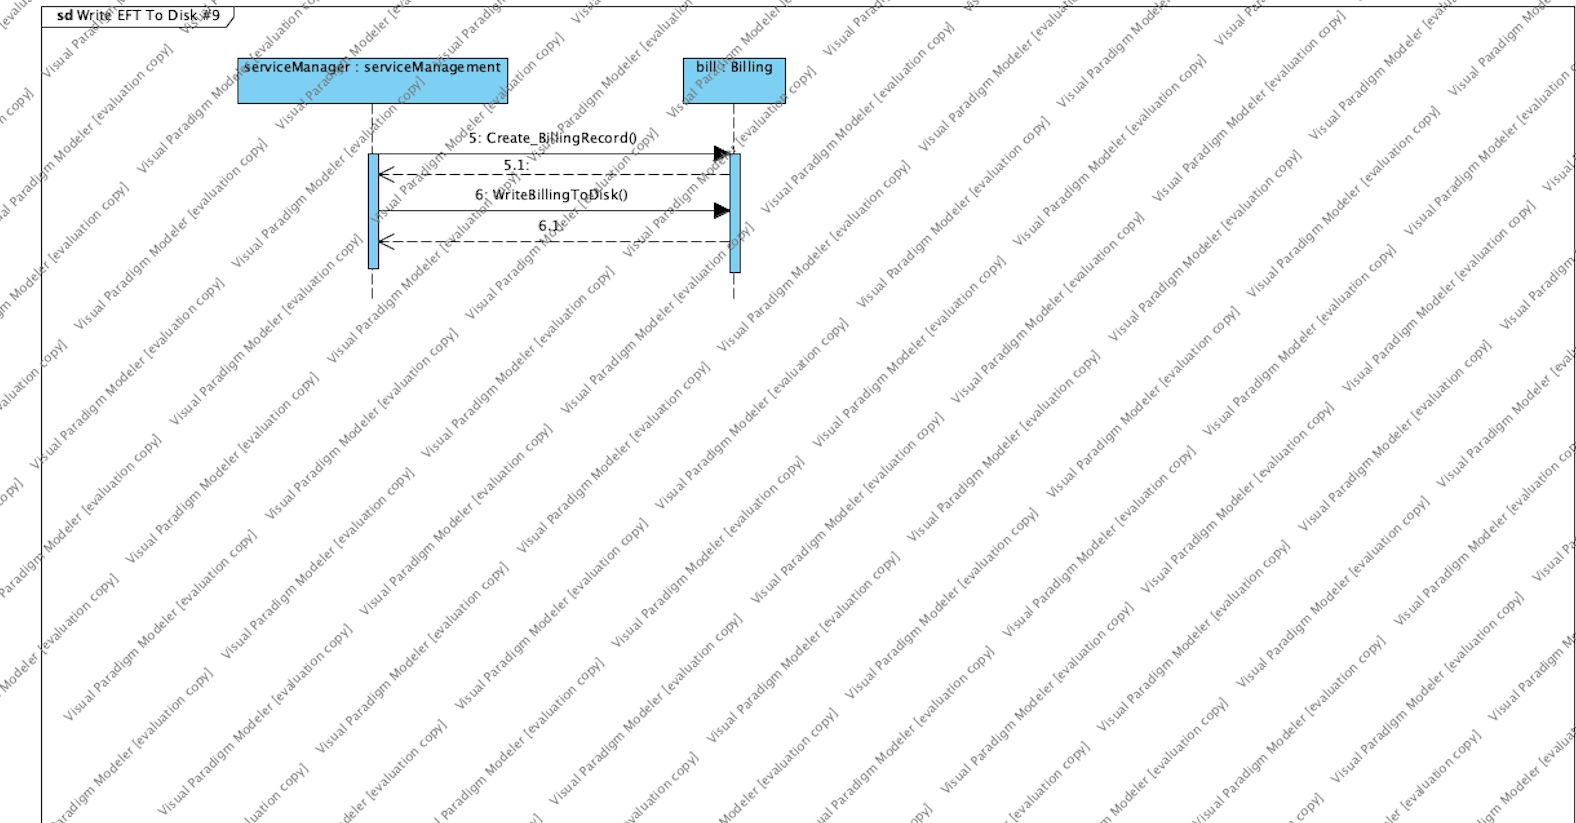 sd Write EFT To Disk #9
serviceManager : serviceManagement
bill : Billing
5: Create_BillingRecord()
5.1:
6: WriteBillingToDisk()
6.1:
Visual Paradigm Modeler [evaluation copy]